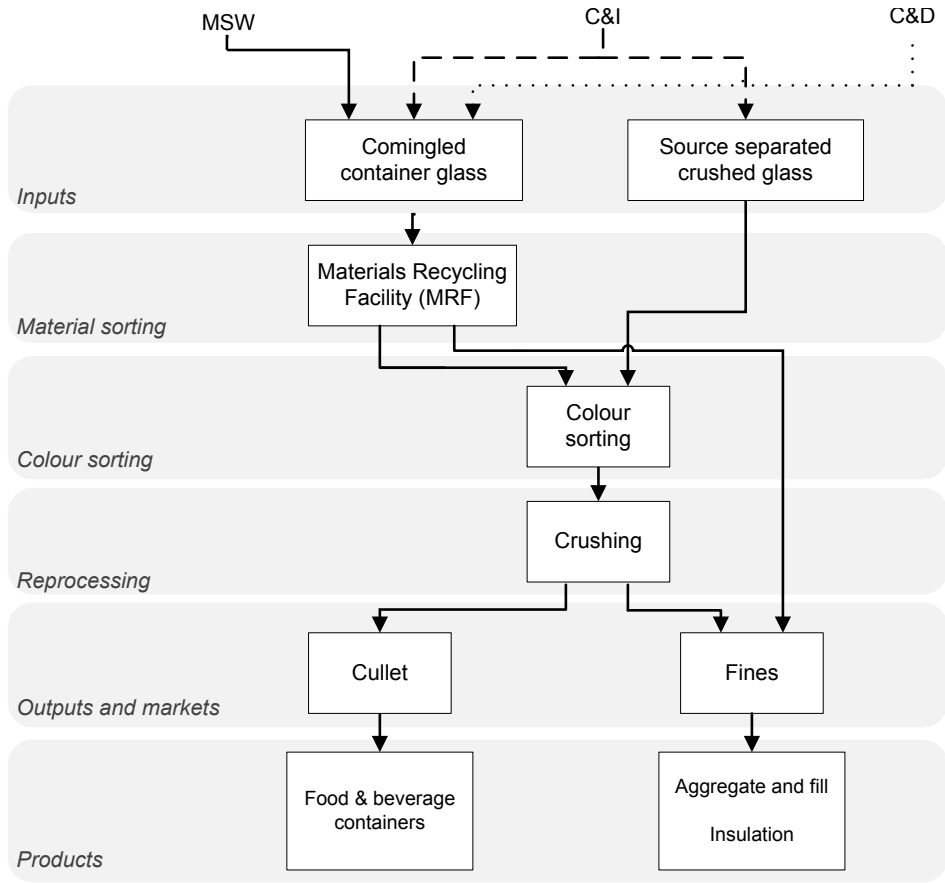 MSW
C&I
C&D
Comingled
container glass
Source separated
crushed glass
Inputs
Materials Recycling
Facility (MRF)
Material sorting
Colour
sorting
Colour sorting
Crushing
Reprocessing
Cullet
Fines
Outputs and markets
Food & beverage
containers
Aggregate and fill
Insulation
Products